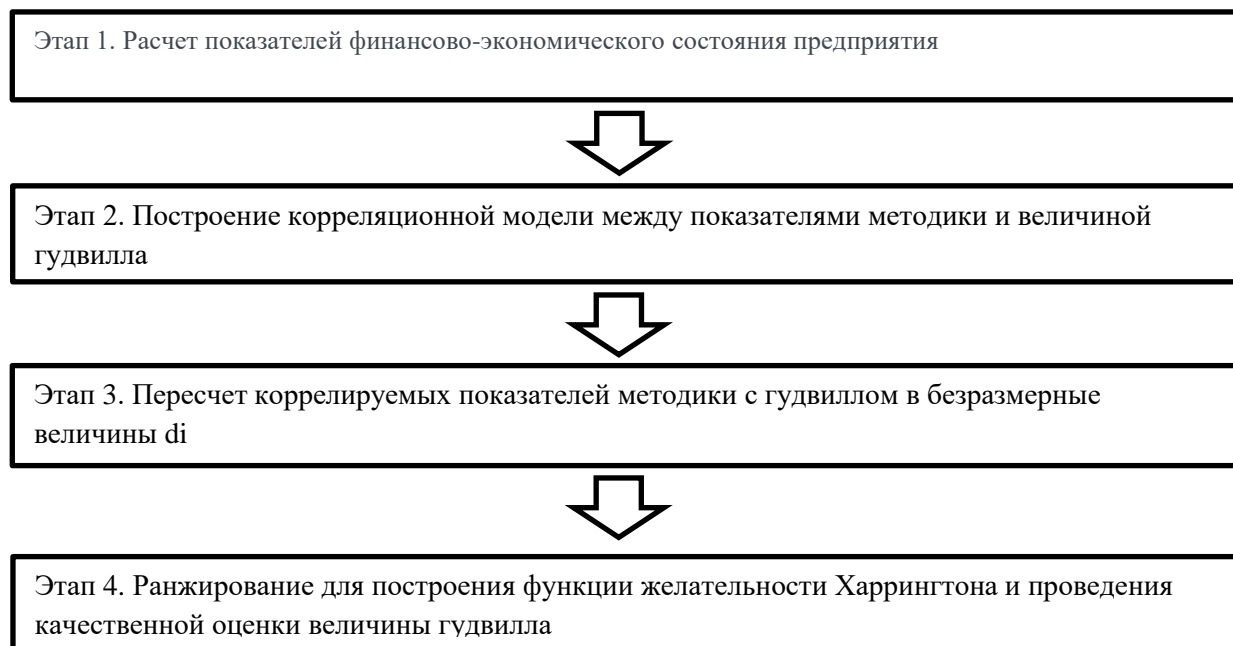 Этап 1. Расчет показателей финансово-экономического состояния предприятия
Этап 2. Построение корреляционной модели между показателями методики и величиной
гудвилла
Этап 3. Пересчет коррелируемых показателей методики с гудвиллом в безразмерные
величины di
Этап 4. Ранжирование для построения функции желательности Харрингтона и проведения
качественной оценки величины гудвилла